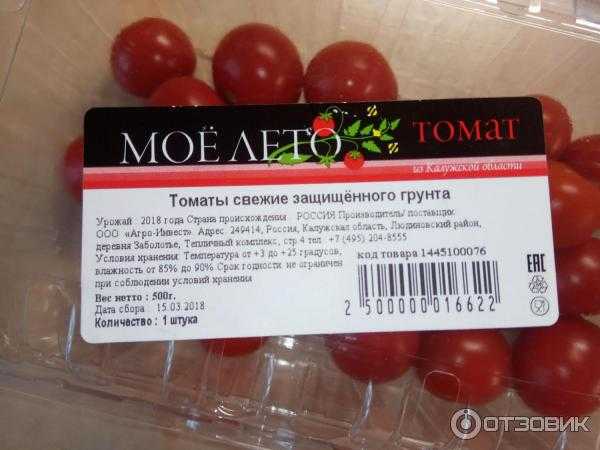 МОЁ ЛЕТО
ТОМАТ
из Калужской области
Томаты свежие защищённого грунта
Урожай 2018 года Страна происхождения РОССИЯ Производитель/ поставщик
ООО «Агро-Инвест». Адрес: 249414, Россия, Калужская область, Людиновский район,
деревня Заболотье, Тепличный комплекс, стр 4 тел. +7 (495) 204-8555
Условия хранения: Температура от +3 до +25 градусов,
влажность от 85% до 90% Срок годности не ограничен
при соблюдении условий хранения
Вес нетто : 500г.
Дата сбора : 15.03.2018
Количество : 1 штука
код товара 1445100076
2 500000 016622
EAC
ОТЗОВИК